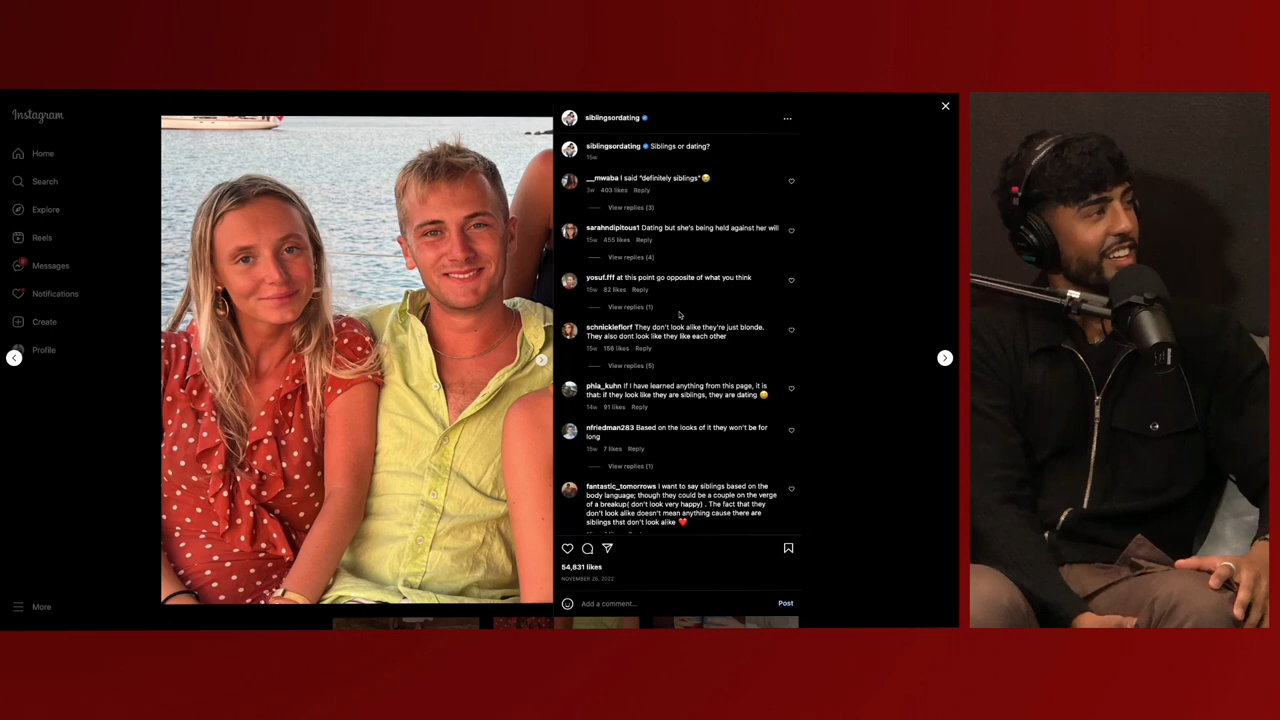 Instagram
Home
Search
Explore
Reels
Messages
Notifications
Create
Profile
More
siblingsordating
siblingsordating Siblings or dating?
15w
__mwaba I said "definitely siblings" 😭
3w 403 likes Reply
View replies (3)
sarahndipitous1 Dating but she's being held against her will
15w 455 likes Reply
View replies (4)
yosuf.fff at this point go opposite of what you think
15w 82 likes Reply
View replies (1)
schnickleflorf They don't look alike they're just blonde.
They also dont look like they like each other
15w 156 likes Reply
View replies (5)
phia_kuhn If I have learned anything from this page, it is
that: if they look like they are siblings, they are dating 😅
14w 91 likes Reply
nfriedman283 Based on the looks of it they won't be for
long
15w 7 likes Reply
View replies (1)
fantastic_tomorrows I want to say siblings based on the
body language; though they could be a couple on the verge
of a breakup( don't look very happy) . The fact that they
don't look alike doesn't mean anything cause there are
siblings thst don't look alike ❤️
54,831 likes
NOVEMBER 26, 2022
Add a comment...
Post